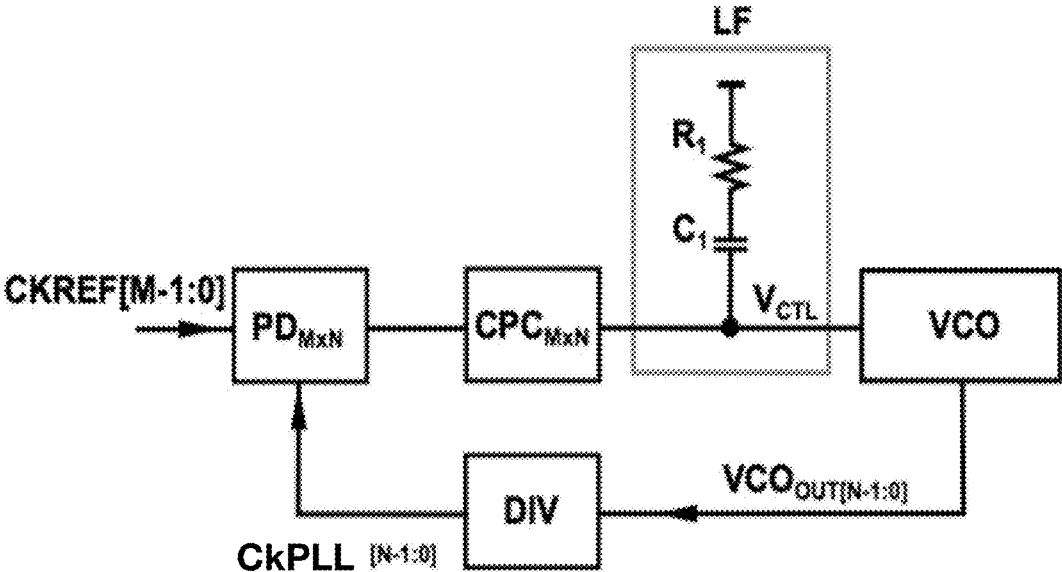 LF
R1
C1
CKREF[M-1:0]
PDMxN
CPCMxN
VCTL
VCO
DIV
VCOOUT[N-1:0]
CkPLL [N-1:0]